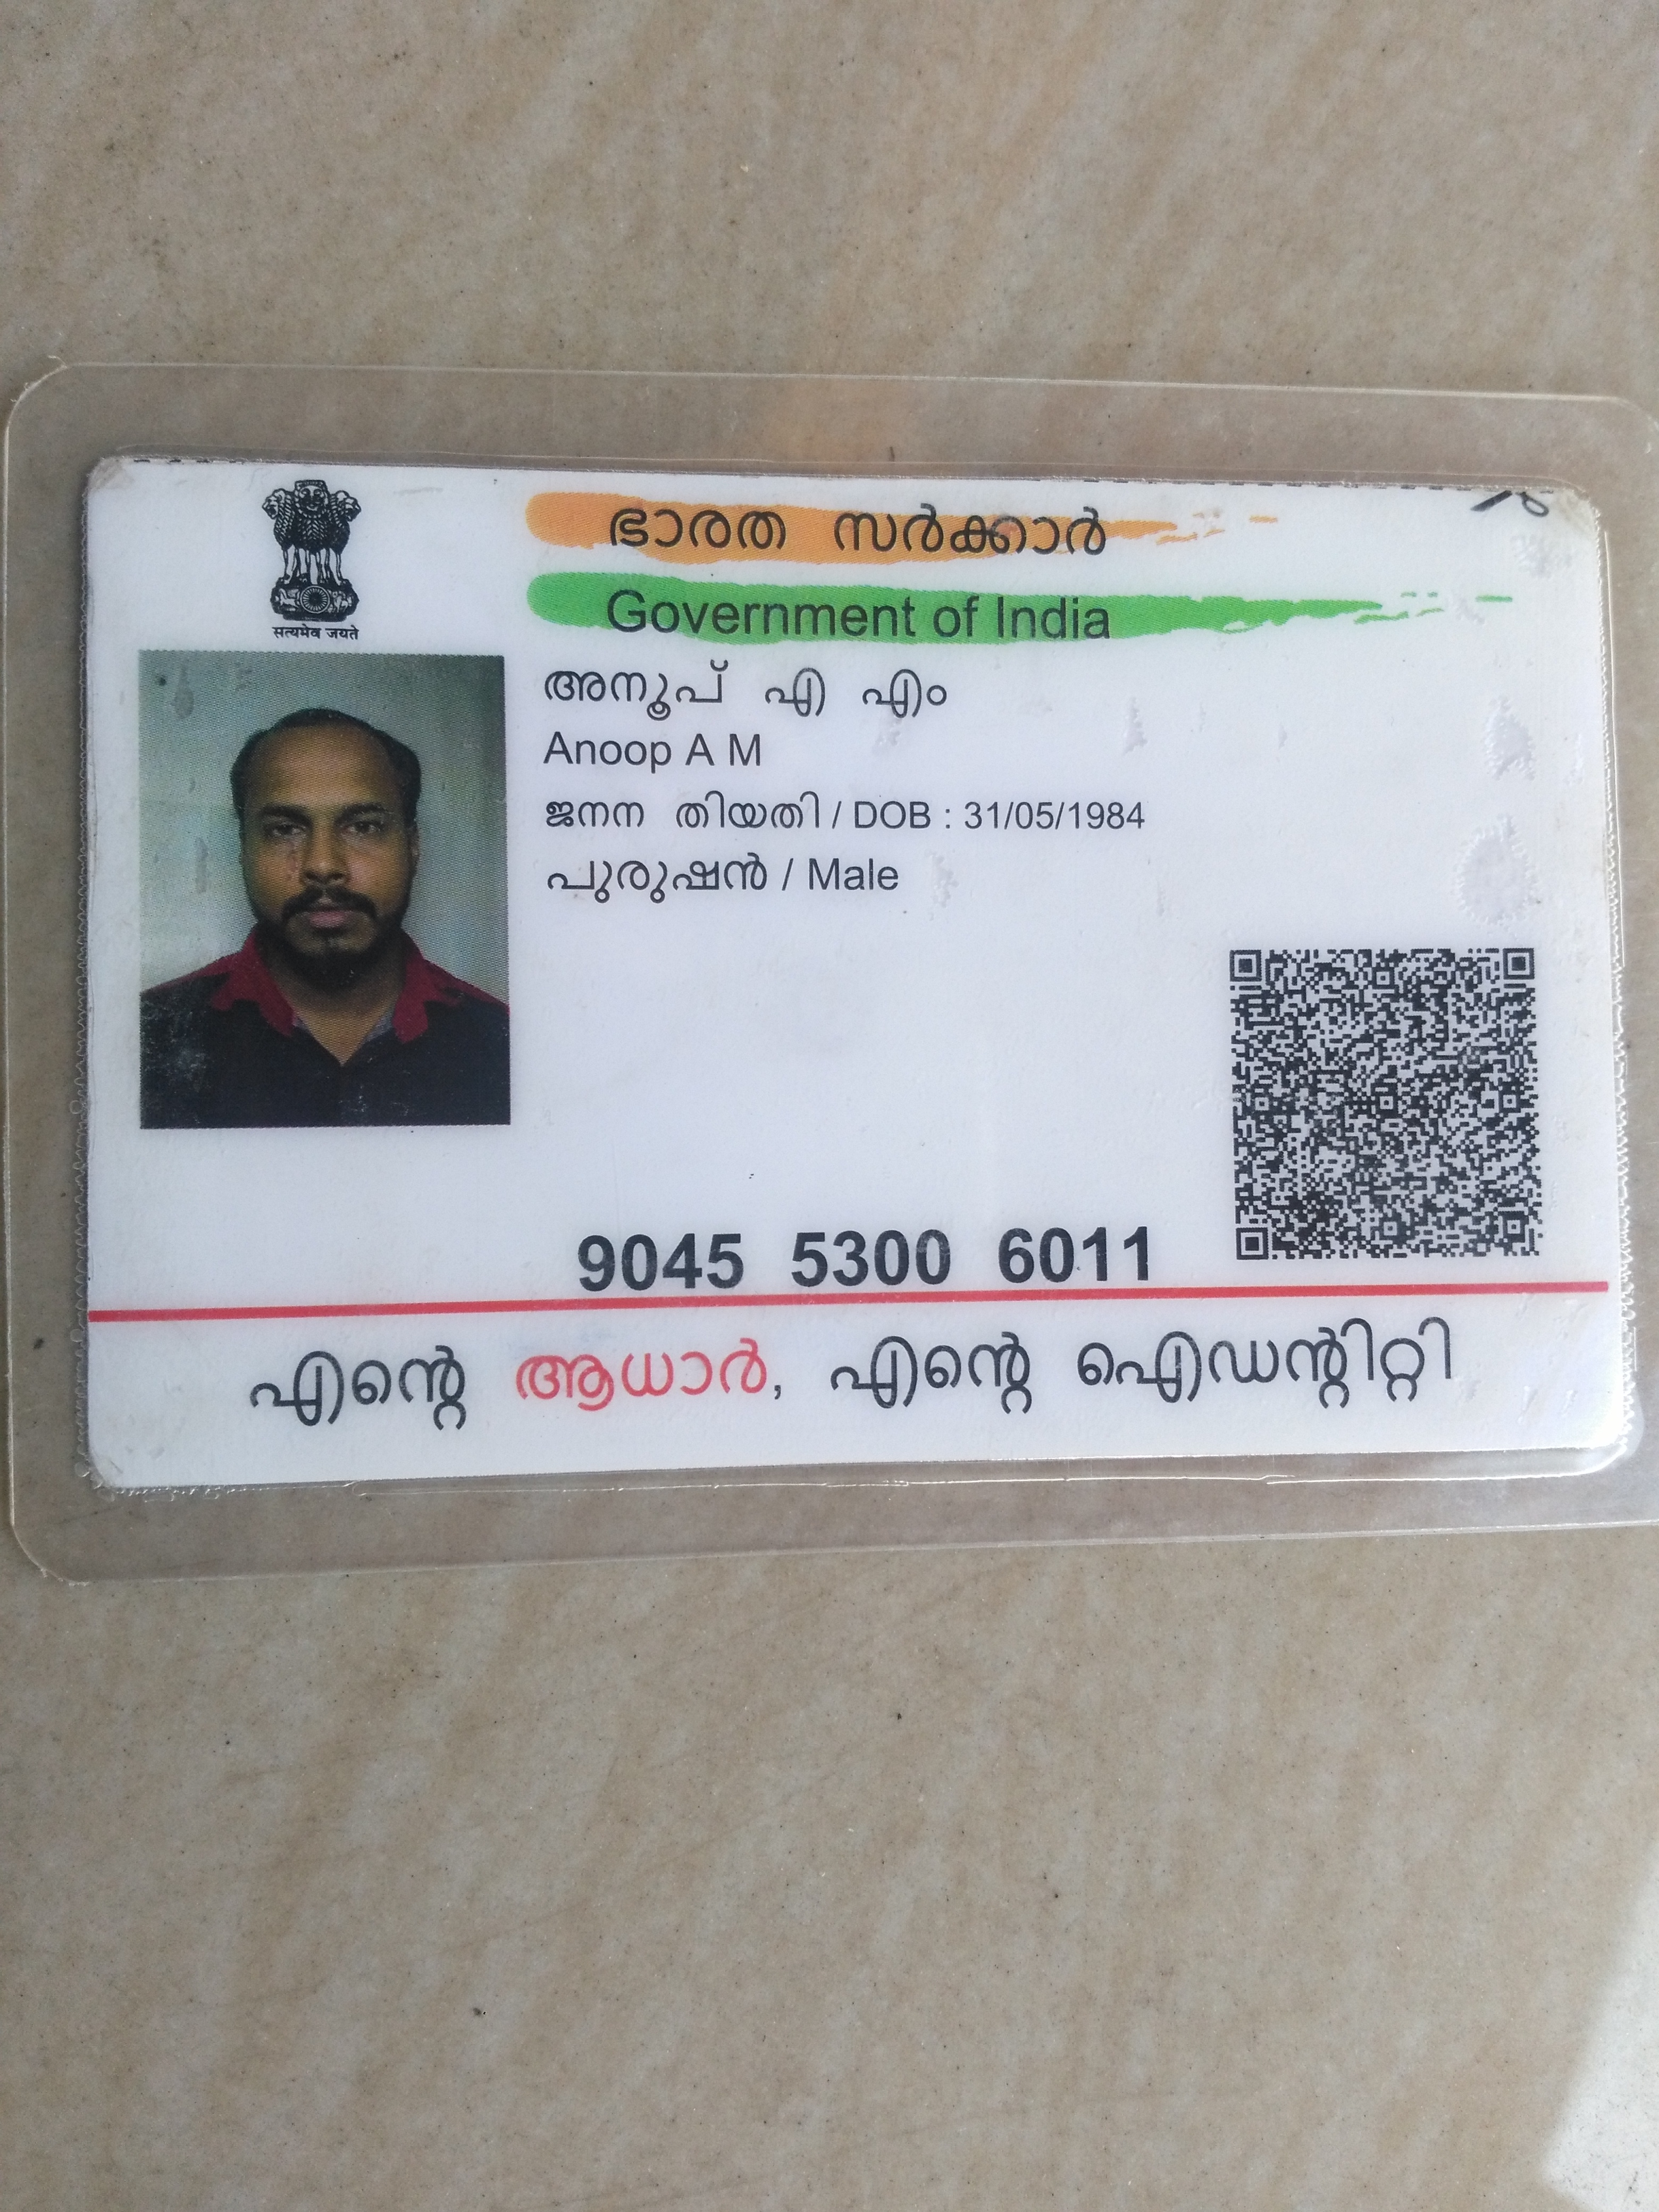 सत्यमेव जयते
ഭാരത സർക്കാർ
Government of India
അനൂപ് എ എം
Anoop A M
ജനന തിയതി / DOB : 31/05/1984
പുരുഷൻ / Male
9045 5300 6011
എന്റെ ആധാർ, എന്റെ ഐഡന്റിറ്റി